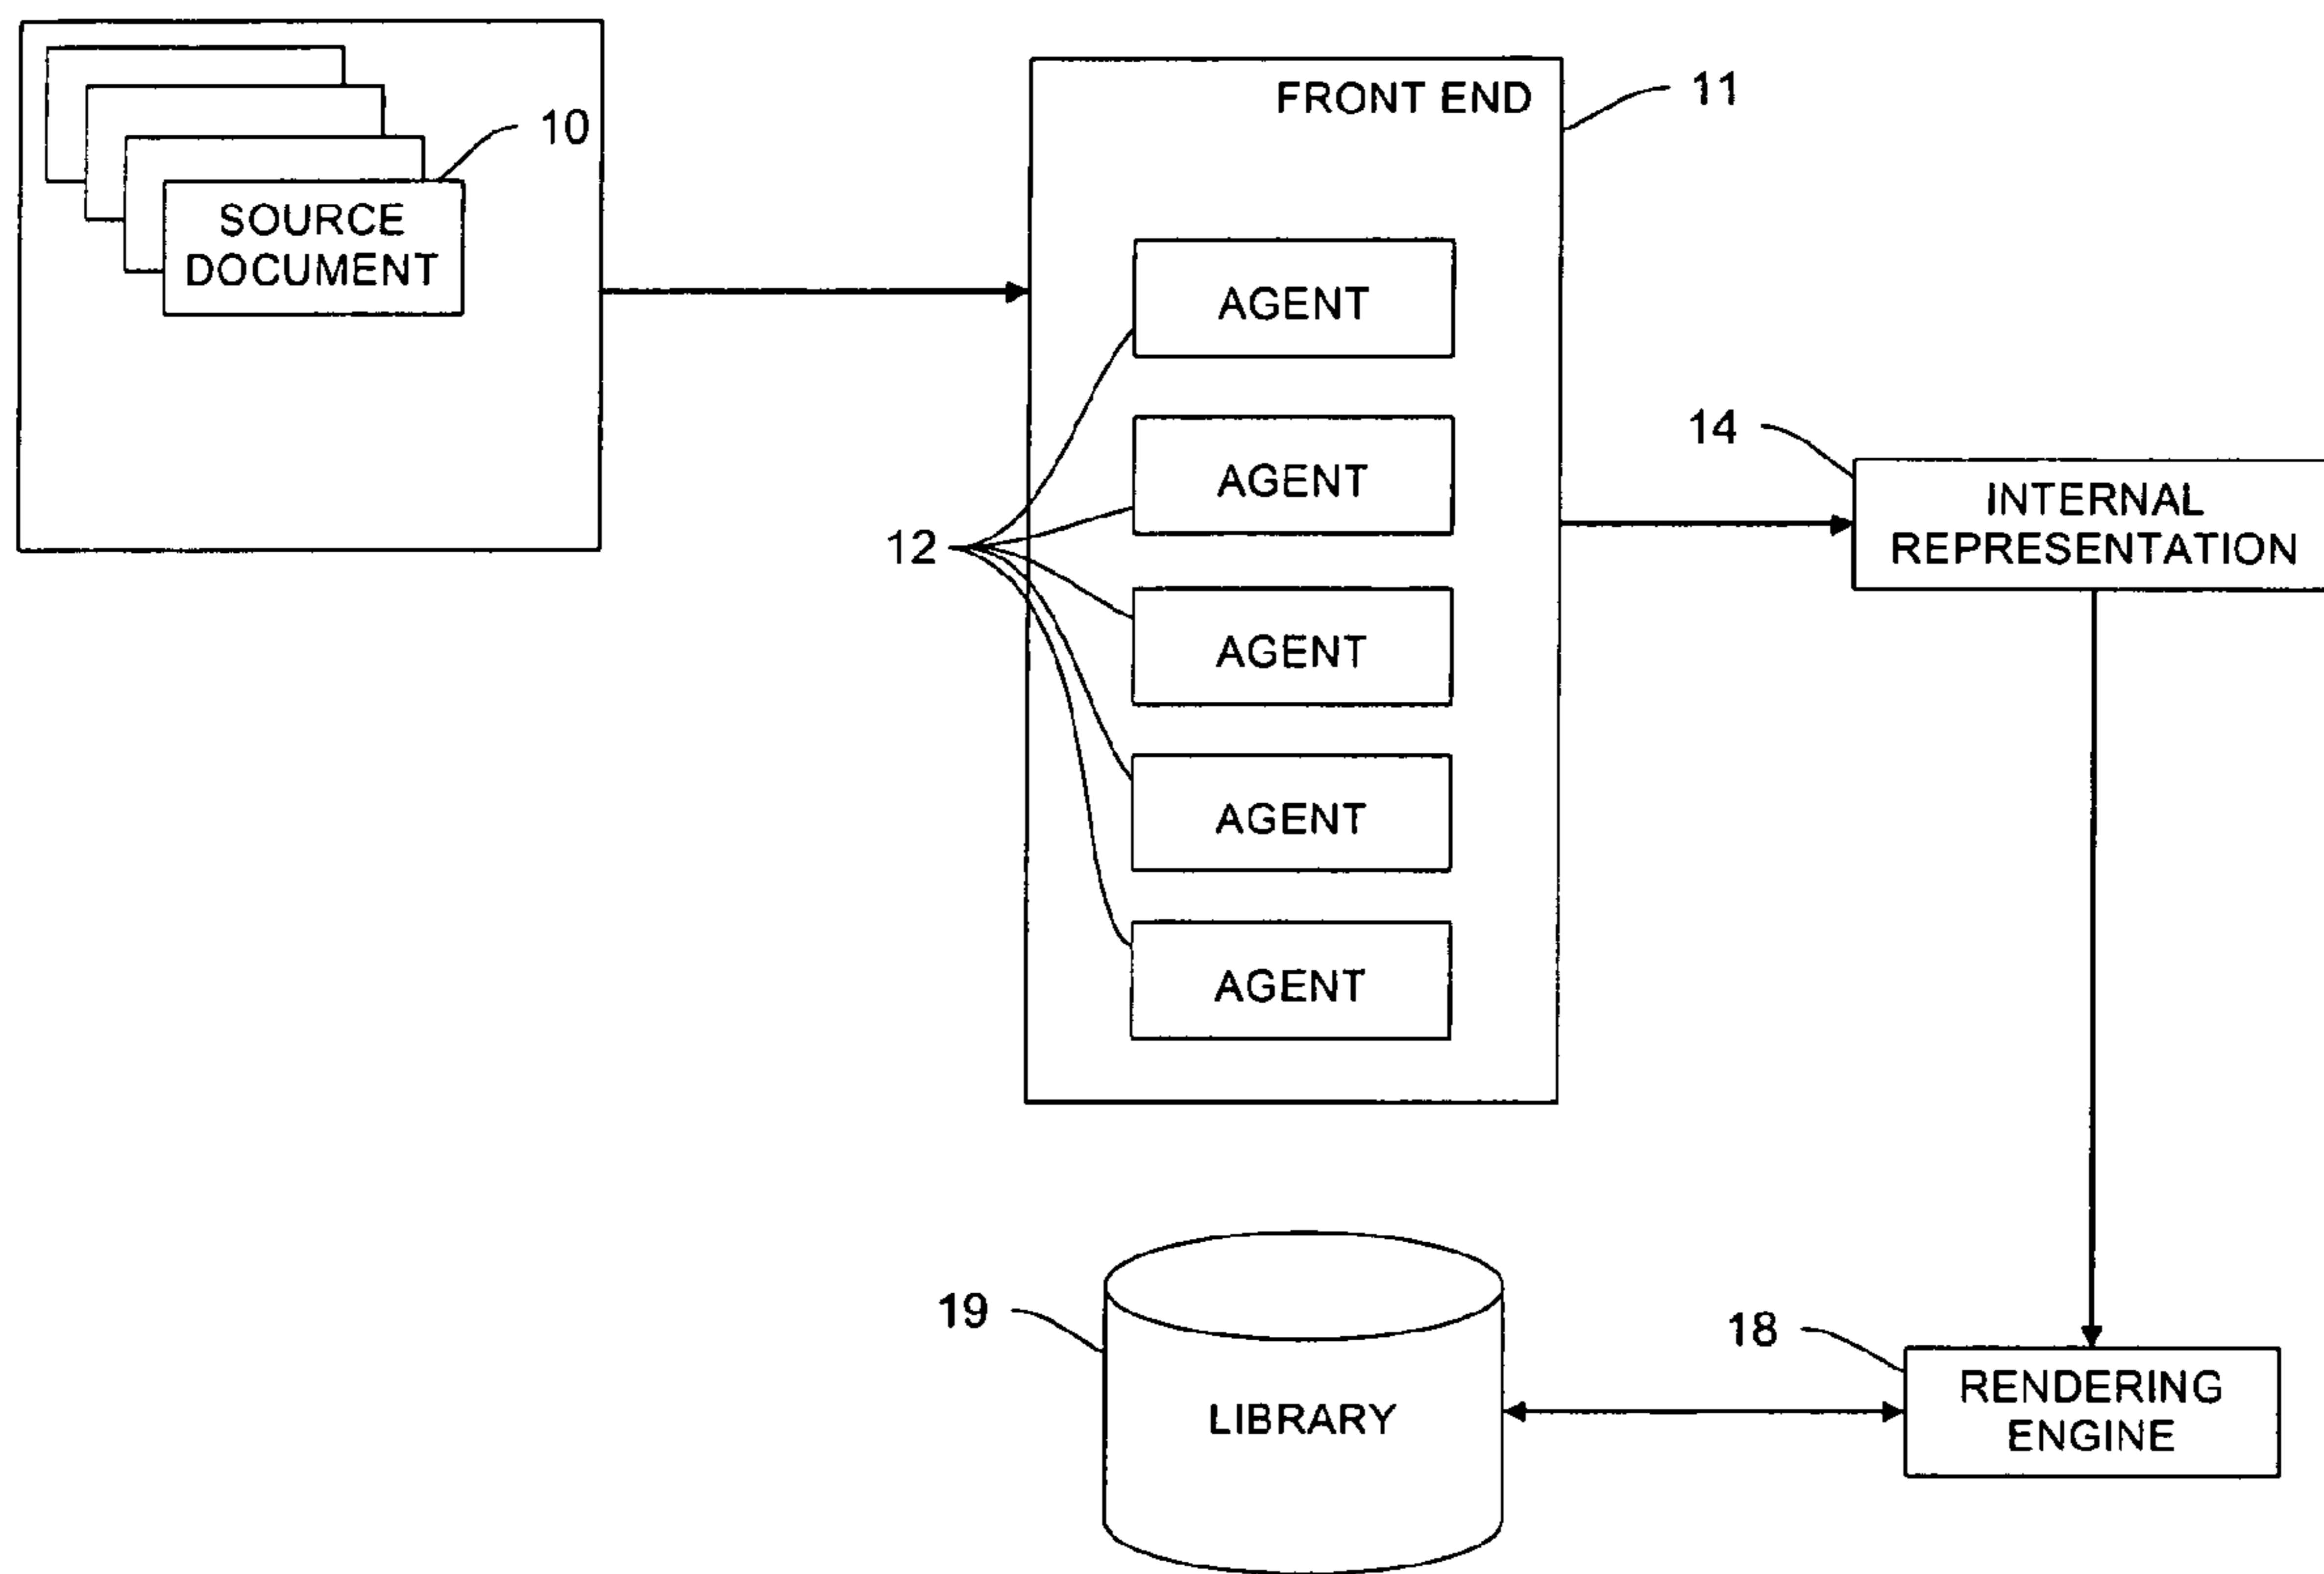 10
SOURCE
DOCUMENT
FRONT END
11
AGENT
AGENT
12
AGENT
AGENT
AGENT
14
INTERNAL
REPRESENTATION
19
LIBRARY
18
RENDERING
ENGINE